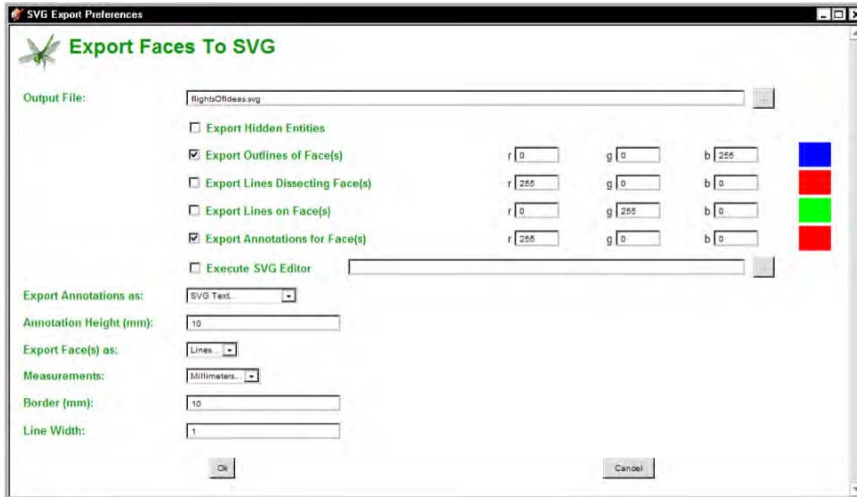 SVG Export Preferences
Export Faces To SVG
Output File: flightsOfIdeas.svg ...
Export Hidden Entities
Export Outlines of Face(s) r 0 g 0 b 255
Export Lines Dissecting Face(s) r 255 g 0 b 0
Export Lines on Face(s) r 0 g 255 b 0
Export Annotations for Face(s) r 255 g 0 b 0
Execute SVG Editor ...
Export Annotations as: SVG Text...
Annotation Height (mm): 10
Export Face(s) as: Lines...
Measurements: Millimeters...
Border (mm): 10
Line Width: 1
Ok Cancel